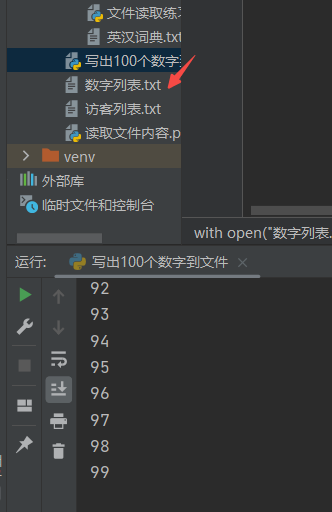 文件读取练
英汉词典.txt
写出100个数字
数字列表.txt
访客列表.txt
读取文件内容.p
venv
外部库
临时文件和控制台
with open("数字列表.
运行:
写出100个数字到文件
92
93
94
95
96
97
98
99